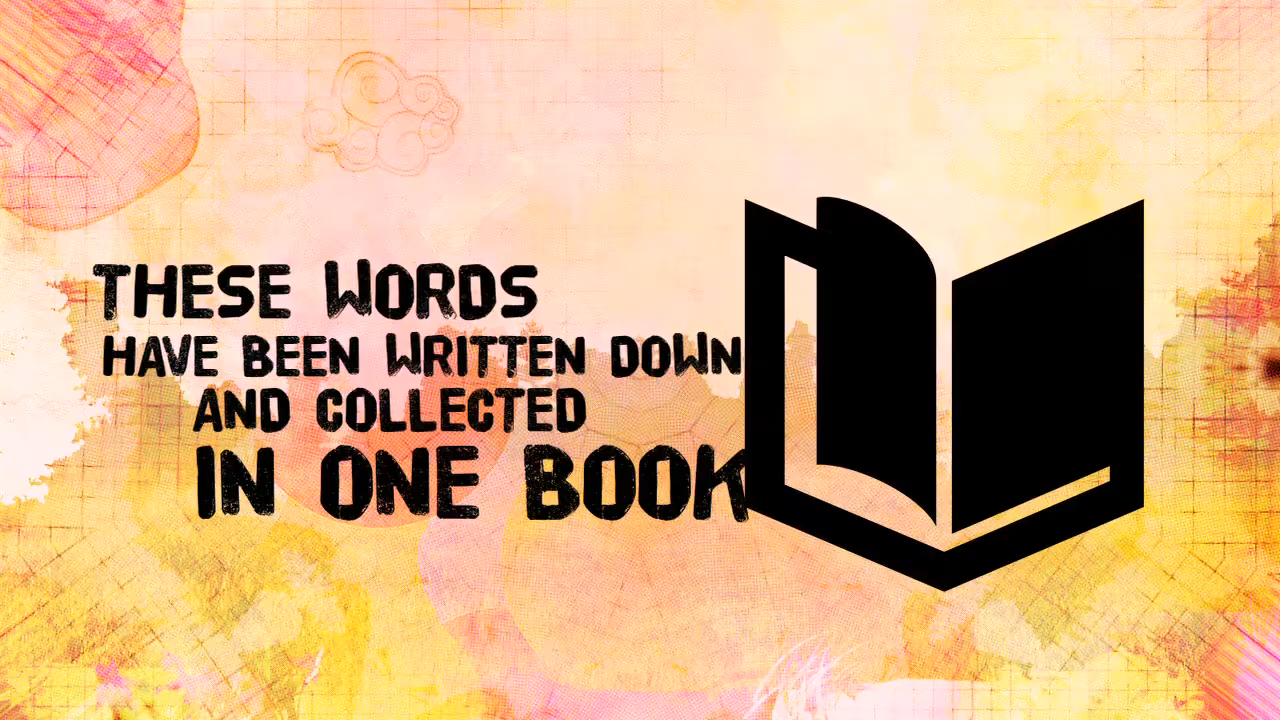 THESE WORDS
HAVE BEEN WRITTEN DOWN
AND COLLECTED
IN ONE BOOK